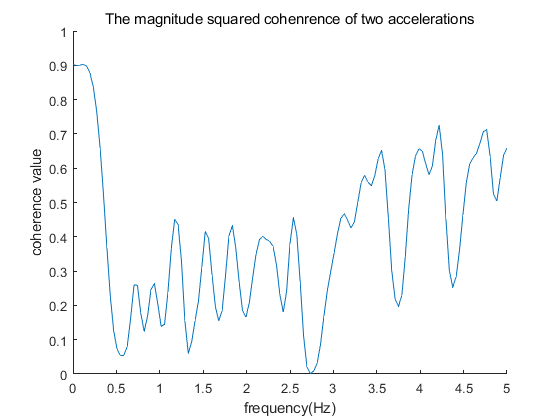 The magnitude squared cohenrence of two accelerations
1
0.9
0.8
0.7
0.6
0.5
0.4
0.3
0.2
0.1
0
coherence value
0 0.5 1 1.5 2 2.5 3 3.5 4 4.5 5
frequency(Hz)